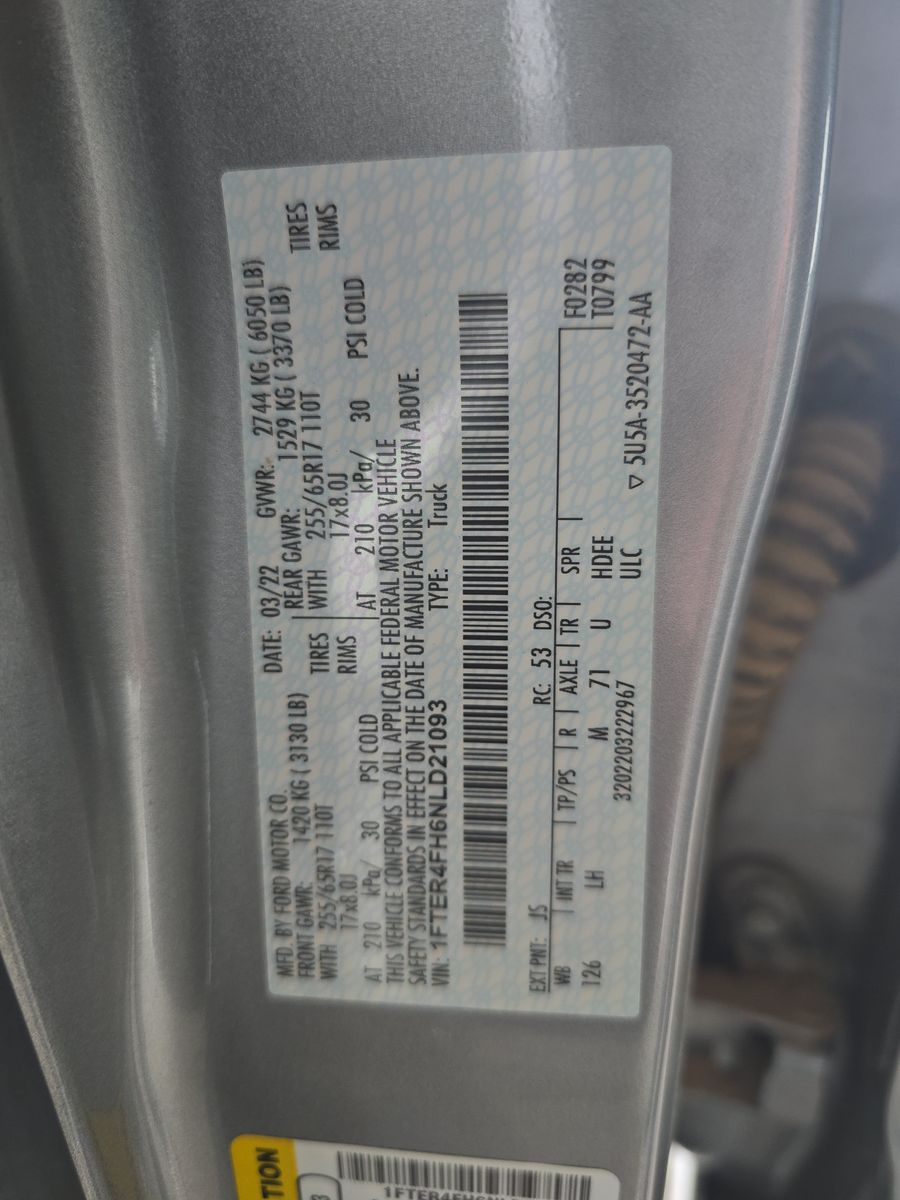 MFD. BY FORD MOTOR CO. DATE: 03/22 GVWR: 2744 KG ( 6050 LB)
FRONT GAWR: 1420 KG ( 3130 LB) REAR GAWR: 1529 KG ( 3370 LB)
WITH 255/65R17 110T TIRES WITH 255/65R17 110T TIRES
17x8.0J RIMS 17x8.0J RIMS
AT 210 kPa/ 30 PSI COLD AT 210 kPa/ 30 PSI COLD
THIS VEHICLE CONFORMS TO ALL APPLICABLE FEDERAL MOTOR VEHICLE
SAFETY STANDARDS IN EFFECT ON THE DATE OF MANUFACTURE SHOWN ABOVE.
VIN: 1FTER4FH6NLD21093 TYPE: Truck
EXT PNT: JS RC: 53 DSO:
WB INT TR TP/PS R AXLE TR SPR F0282
126 LH M 71 U HDEE T0799
320220322967 ULC
▽ 5U5A-3520472-AA
TION
3